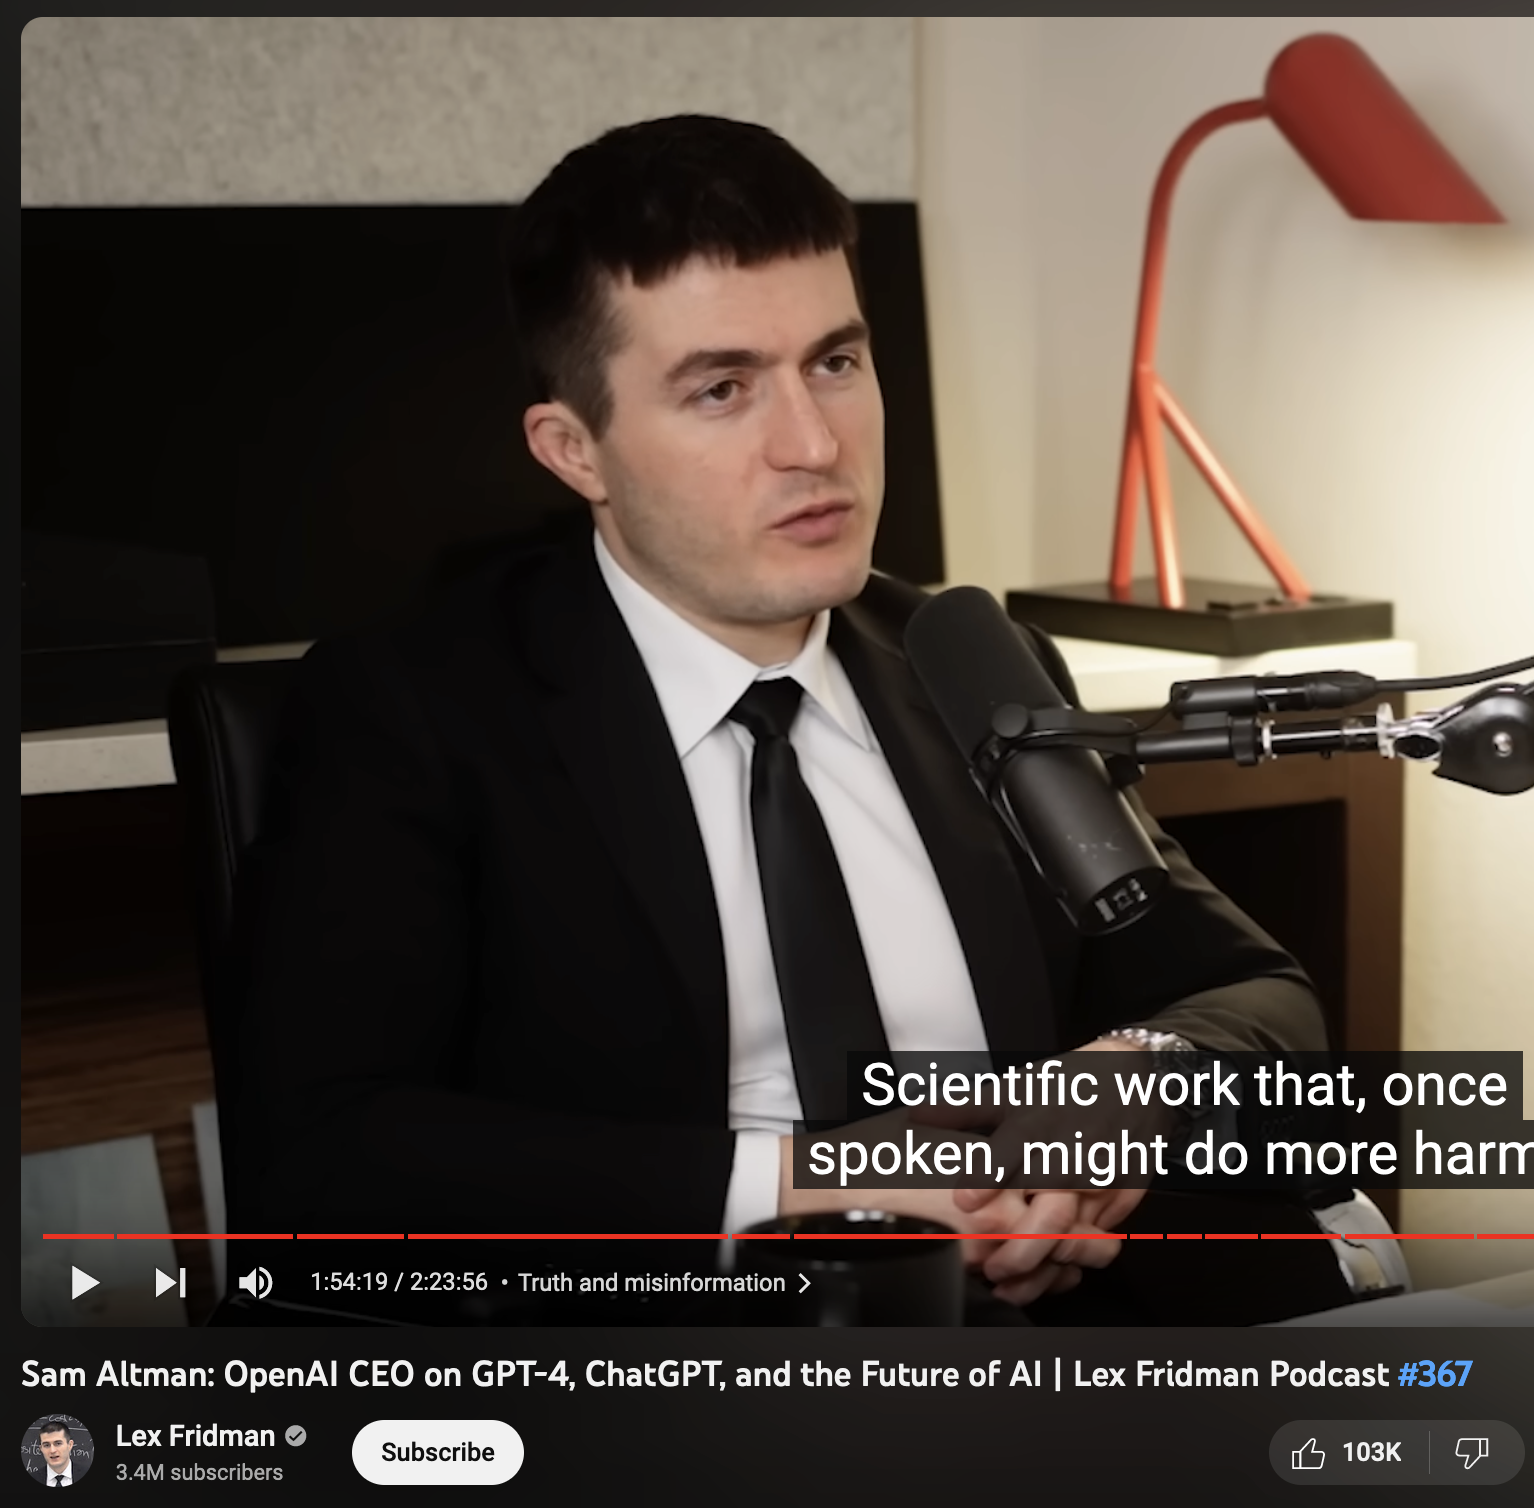 Scientific work that, once
spoken, might do more harm
1:54:19 / 2:23:56 • Truth and misinformation
Sam Altman: OpenAI CEO on GPT-4, ChatGPT, and the Future of AI | Lex Fridman Podcast #367
Lex Fridman
3.4M subscribers
Subscribe
103K